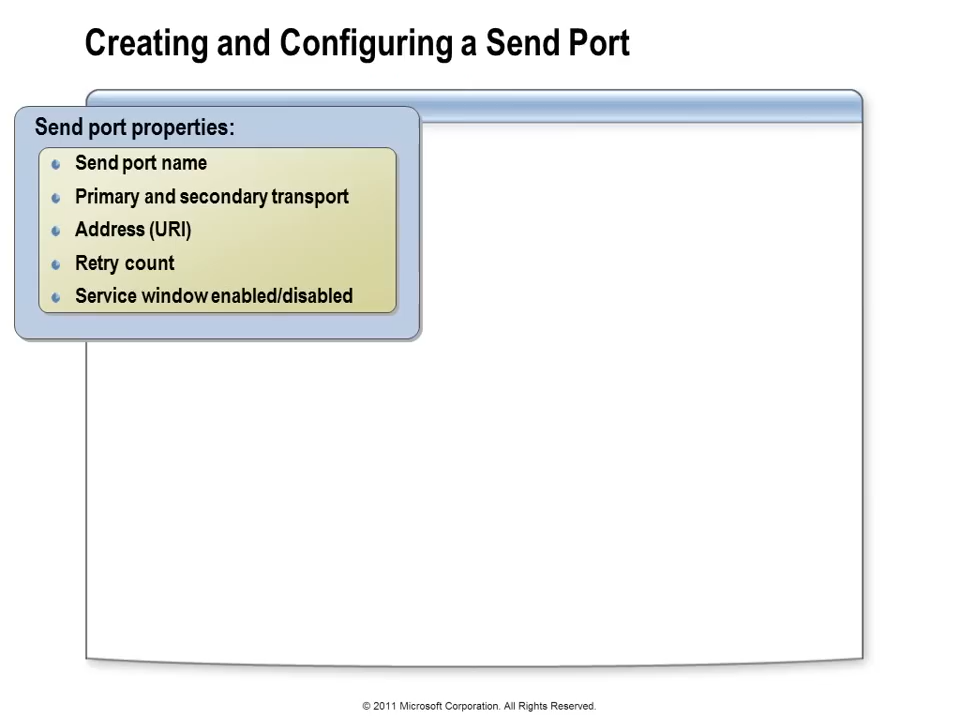 Creating and Configuring a Send Port
Send port properties:
Send port name
Primary and secondary transport
Address (URI)
Retry count
Service window enabled/disabled
© 2011 Microsoft Corporation. All Rights Reserved.